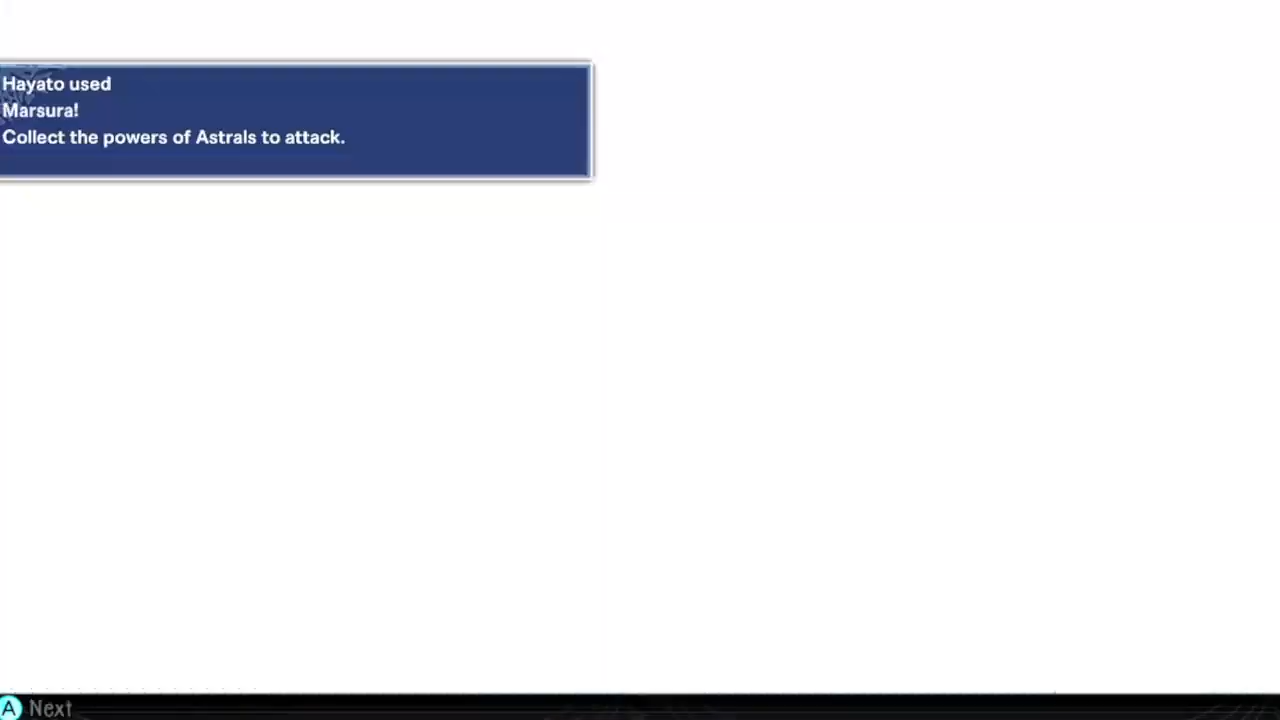 Hayato used
Marsura!
Collect the powers of Astrals to attack.
A Next